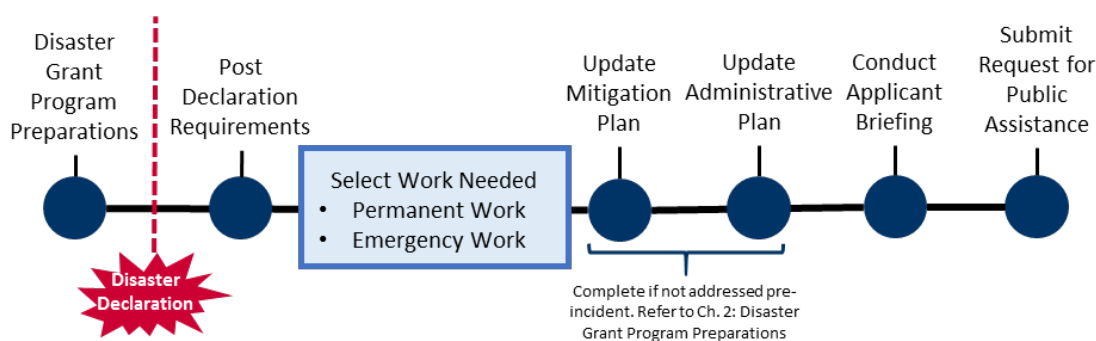 Disaster
Grant
Program
Preparations
Post
Declaration
Requirements
Select Work Needed
• Permanent Work
• Emergency Work
Update
Mitigation
Plan
Update
Administrative
Plan
Conduct
Applicant
Briefing
Submit
Request for
Public
Assistance
Disaster
Declaration
Complete if not addressed pre-
incident. Refer to Ch. 2: Disaster
Grant Program Preparations